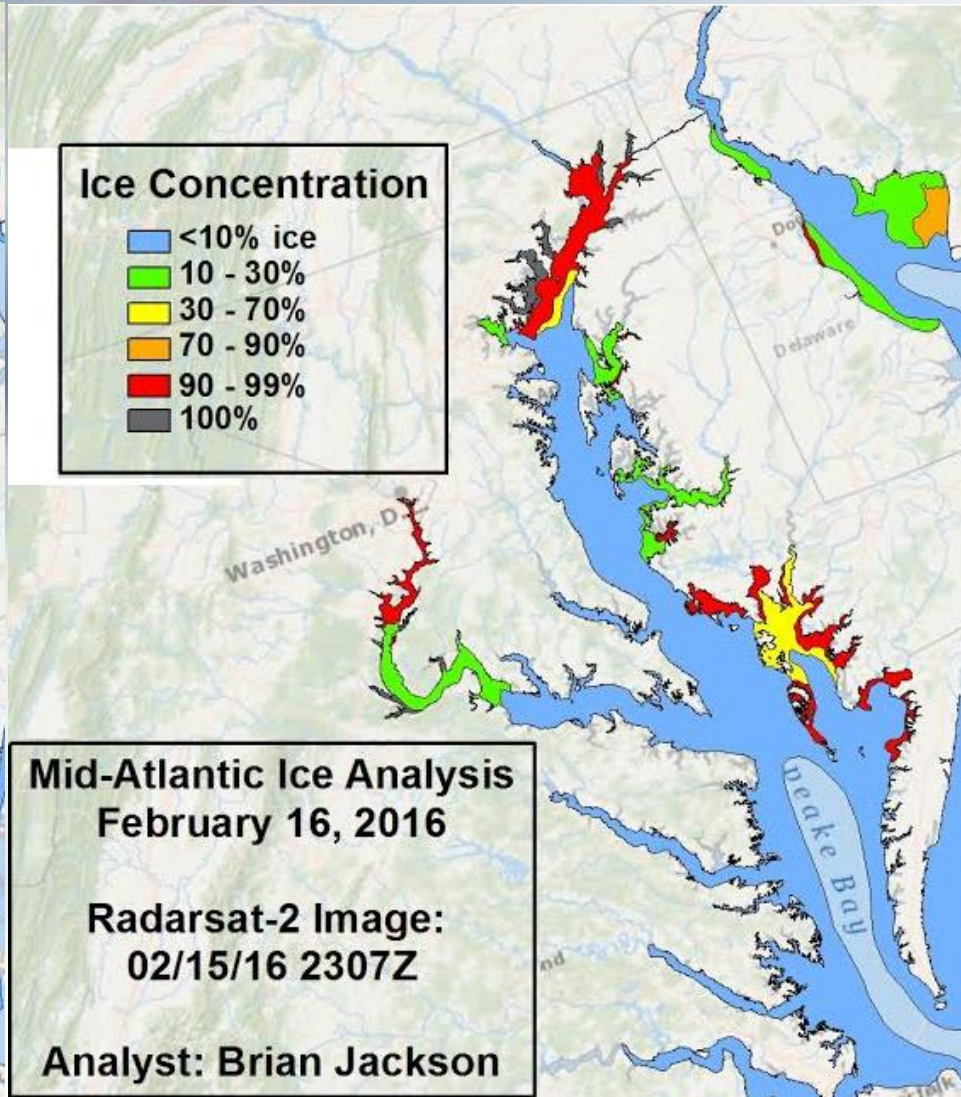 Ice Concentration
<10% ice
10 - 30%
30 - 70%
70 - 90%
90 - 99%
100%
Delaware
Washington, D.
Mid-Atlantic Ice Analysis
February 16, 2016
Radarsat-2 Image:
02/15/16 2307Z
Analyst: Brian Jackson
peake Bay